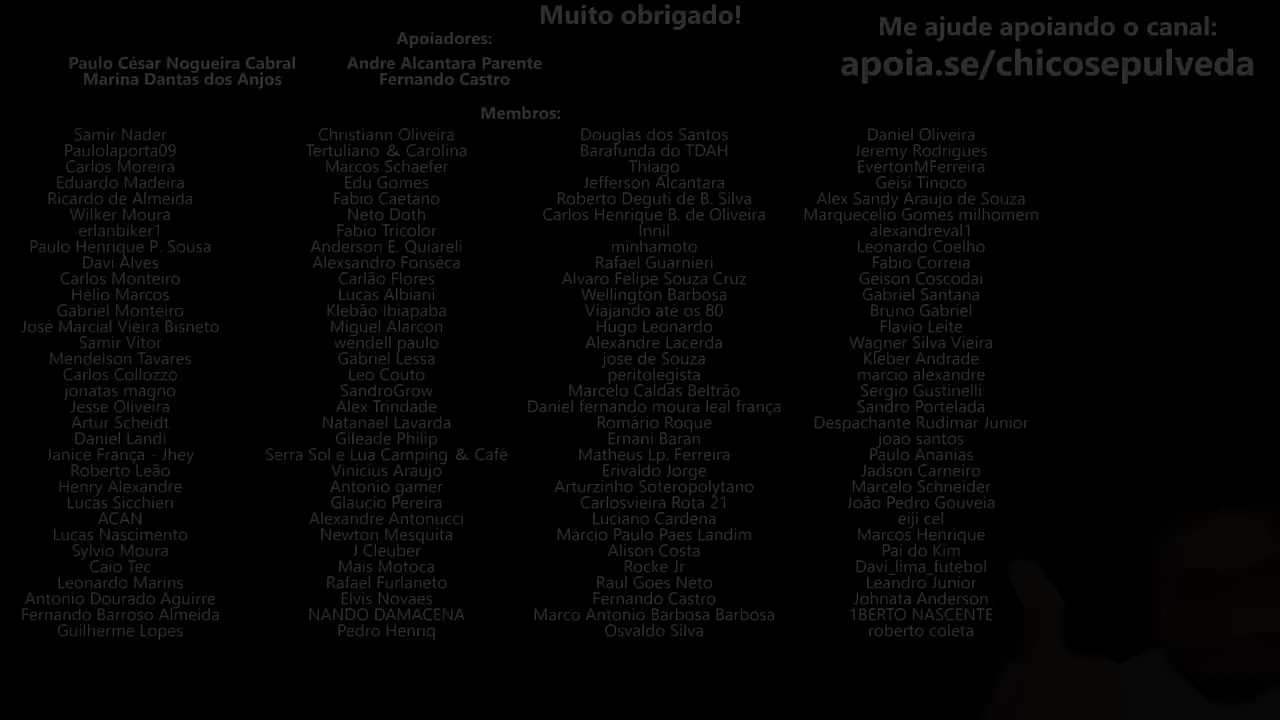 Muito obrigado!
Me ajude apoiando o canal:
apoia.se/chicosepulveda
Apoiadores:
Paulo César Nogueira Cabral
Andre Alcantara Parente
Marina Dantas dos Anjos
Fernando Castro
Membros:
Samir Nader
Paulolaporta09
Carlos Moreira
Eduardo Madeira
Ricardo de Almeida
Wilker Moura
erlanbiker1
Paulo Henrique P. Sousa
Davi Alves
Carlos Monteiro
Hélio Marcos
Gabriel Monteiro
José Marcial Vieira Bisneto
Samir Vitor
Mendelson Tavares
Carlos Collozzo
jonatas magno
Jesse Oliveira
Artur Scheidt
Daniel Landi
Janice França - Jhey
Roberto Leão
Henry Alexandre
Lucas Sicchieri
ACAN
Lucas Nascimento
Sylvio Moura
Caio Tec
Leonardo Marins
Antonio Dourado Aguirre
Fernando Barroso Almeida
Guilherme Lopes
Christiann Oliveira
Tertuliano & Carolina
Marcos Schaefer
Edu Gomes
Fabio Caetano
Neto Doth
Fabio Tricolor
Anderson E. Quiareli
Alexsandro Fonsêca
Carlão Flores
Lucas Albiani
Klebão Ibiapaba
Miguel Alarcon
wendell paulo
Gabriel Lessa
Leo Couto
SandroGrow
Alex Trindade
Natanael Lavarda
Gileade Philip
Serra Sol e Lua Camping & Café
Vinicius Araujo
Antonio gamer
Glaucio Pereira
Alexandre Antonucci
Newton Mesquita
J Cleuber
Mais Motoca
Rafael Furlaneto
Elvis Novaes
NANDO DAMACENA
Pedro Henriq
Douglas dos Santos
Barafunda do TDAH
Thiago
Jefferson Alcantara
Roberto Deguti de B. Silva
Carlos Henrique B. de Oliveira
Innil
minhamoto
Rafael Guarnieri
Alvaro Felipe Souza Cruz
Wellington Barbosa
Viajando até os 80
Hugo Leonardo
Alexandre Lacerda
jose de Souza
peritolegista
Marcelo Caldas Beltrão
Daniel fernando moura leal frança
Romário Roque
Ernani Baran
Matheus Lp. Ferreira
Erivaldo Jorge
Arturzinho Soteropolytano
Carlosvieira Rota 21
Luciano Cardena
Márcio Paulo Paes Landim
Alison Costa
Rocke Jr
Raul Goes Neto
Fernando Castro
Marco Antonio Barbosa Barbosa
Osvaldo Silva
Daniel Oliveira
Jeremy Rodrigues
EvertonMFerreira
Geisi Tinoco
Alex Sandy Araujo de Souza
Marquecelio Gomes milhomem
alexandreval1
Leonardo Coelho
Fabio Correia
Geison Coscodai
Gabriel Santana
Bruno Gabriel
Flavio Leite
Wagner Silva Vieira
Kleber Andrade
marcio alexandre
Sergio Gustinelli
Sandro Portelada
Despachante Rudimar Junior
joao santos
Paulo Ananias
Jadson Carneiro
Marcelo Schneider
João Pedro Gouveia
eiji cel
Marcos Henrique
Pai do Kim
Davi_lima_futebol
Leandro Junior
Johnata Anderson
1BERTO NASCENTE
roberto coleta